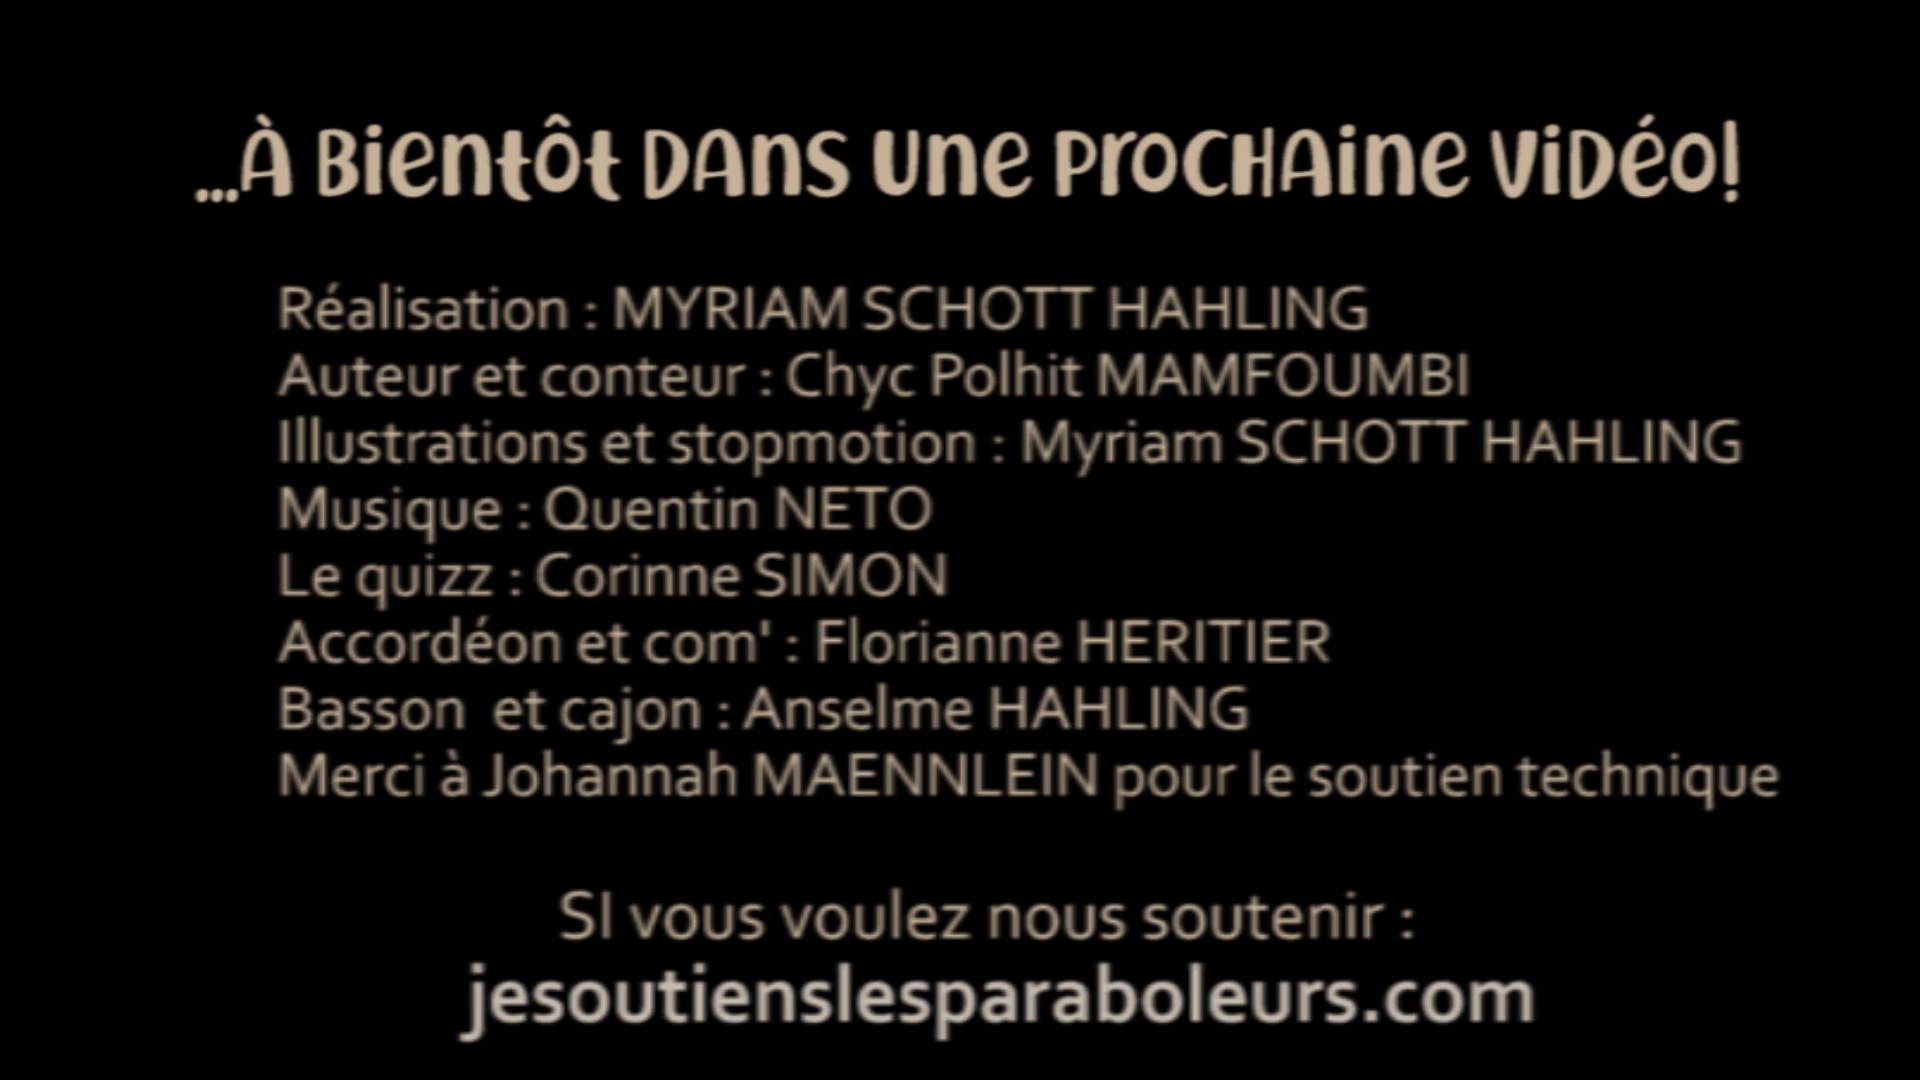 ...À Bientôt dans une prochaine vidéo!
Réalisation : MYRIAM SCHOTT HAHLING
Auteur et conteur : Chyc Polhit MAMFOUMBI
Illustrations et stopmotion : Myriam SCHOTT HAHLING
Musique : Quentin NETO
Le quizz : Corinne SIMON
Accordéon et com' : Florianne HERITIER
Basson  et cajon : Anselme HAHLING
Merci à Johannah MAENNLEIN pour le soutien technique
SI vous voulez nous soutenir :
jesoutienslesparaboleurs.com